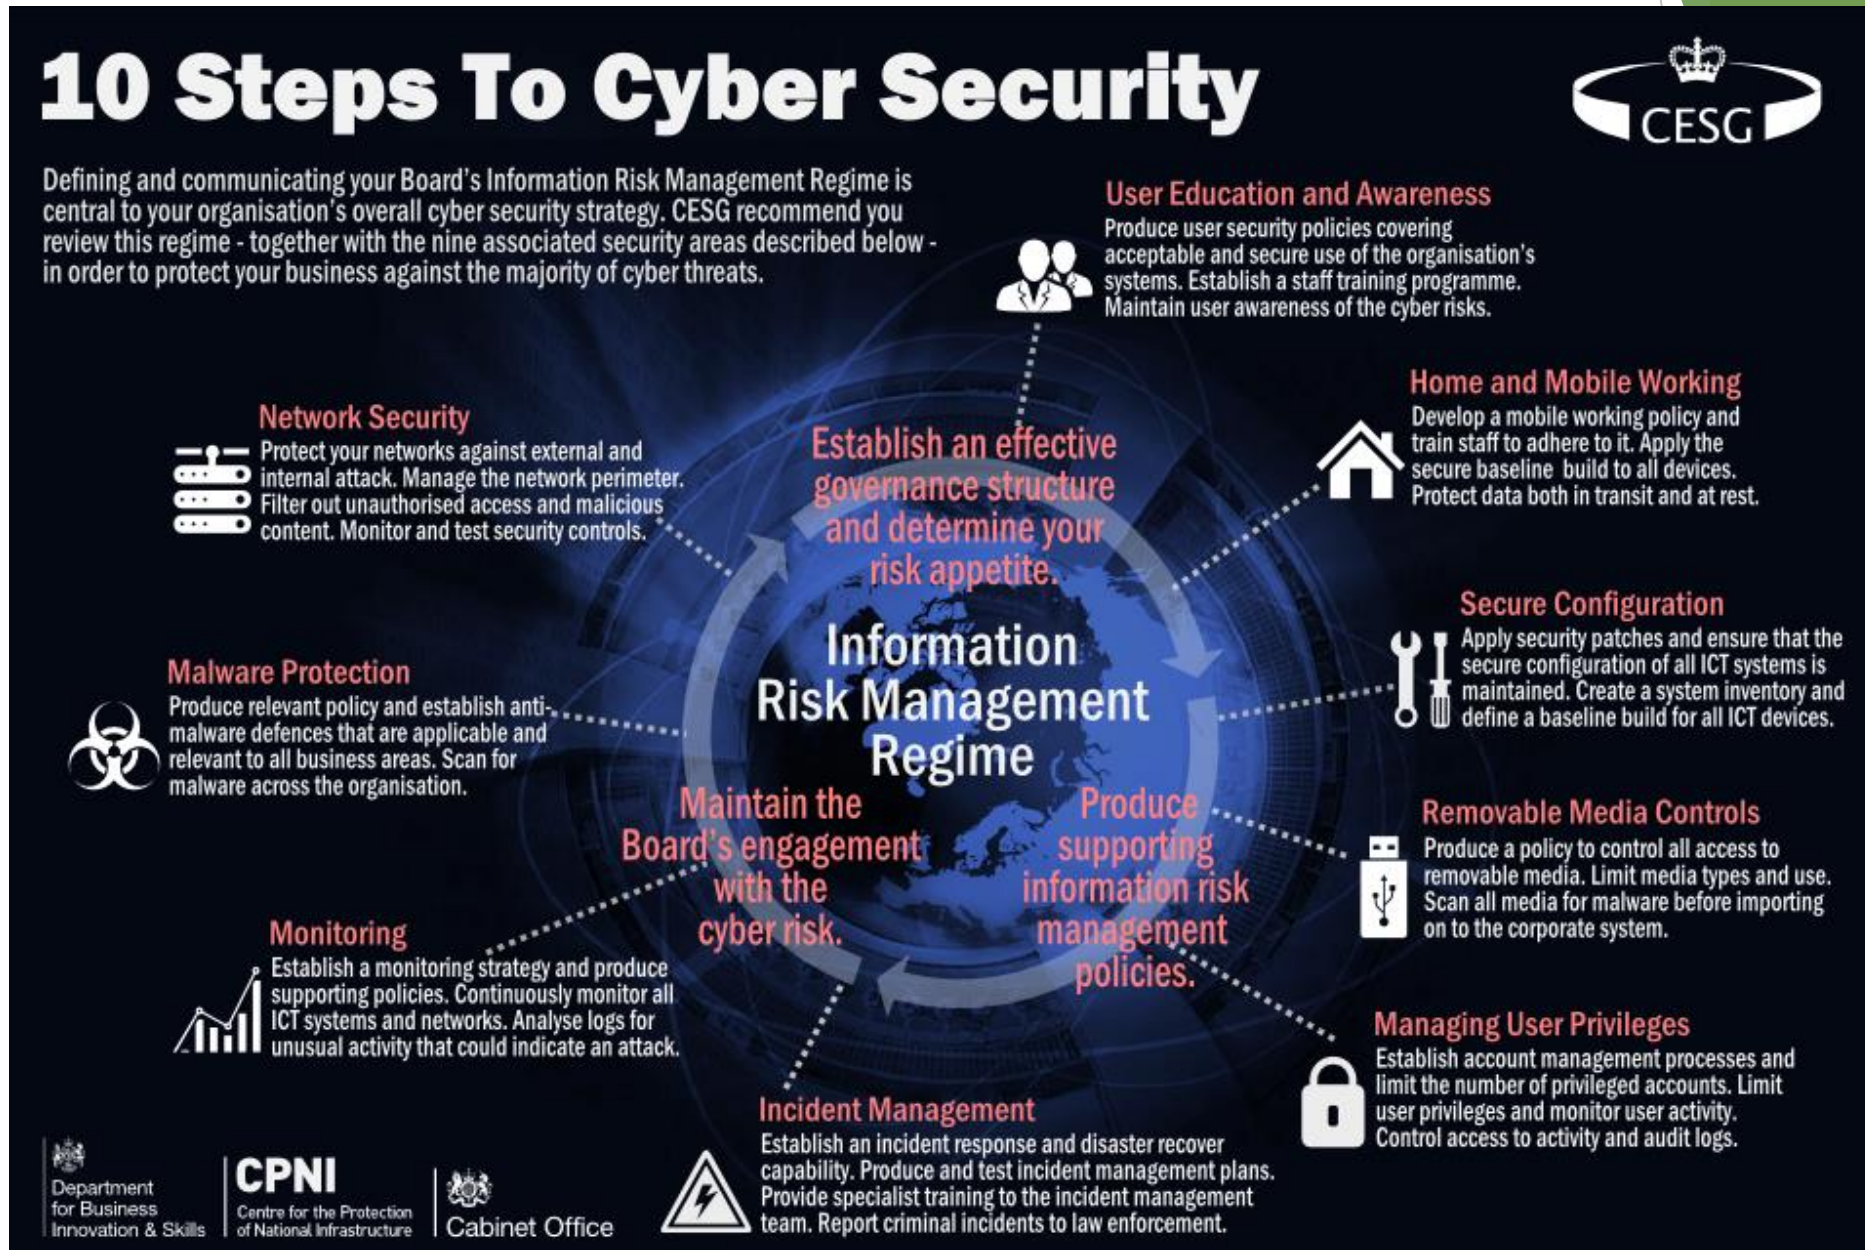 10 Steps To Cyber Security
CESG
Defining and communicating your Board's Information Risk Management Regime is
central to your organisation's overall cyber security strategy. CESG recommend you
review this regime - together with the nine associated security areas described below -
in order to protect your business against the majority of cyber threats.
User Education and Awareness
Produce user security policies covering
acceptable and secure use of the organisation's
systems. Establish a staff training programme.
Maintain user awareness of the cyber risks.
Home and Mobile Working
Develop a mobile working policy and
train staff to adhere to it. Apply the
secure baseline build to all devices.
Protect data both in transit and at rest.
Secure Configuration
Apply security patches and ensure that the
secure configuration of all ICT systems is
maintained. Create a system inventory and
define a baseline build for all ICT devices.
Removable Media Controls
Produce a policy to control all access to
removable media. Limit media types and use.
Scan all media for malware before importing
on to the corporate system.
Managing User Privileges
Establish account management processes and
limit the number of privileged accounts. Limit
user privileges and monitor user activity.
Control access to activity and audit logs.
Incident Management
Establish an incident response and disaster recover
capability. Produce and test incident management plans.
Provide specialist training to the incident management
team. Report criminal incidents to law enforcement.
Monitoring
Establish a monitoring strategy and produce
supporting policies. Continuously monitor all
ICT systems and networks. Analyse logs for
unusual activity that could indicate an attack.
Malware Protection
Produce relevant policy and establish anti-
malware defences that are applicable and
relevant to all business areas. Scan for
malware across the organisation.
Network Security
Protect your networks against external and
internal attack. Manage the network perimeter.
Filter out unauthorised access and malicious
content. Monitor and test security controls.
Establish an effective
governance structure
and determine your
risk appetite.
Information
Risk Management
Regime
Maintain the
Board's engagement
with the
cyber risk.
Produce
supporting
information risk
management
policies.
Department
for Business
Innovation & Skills
CPNI
Centre for the Protection
of National Infrastructure
Cabinet Office